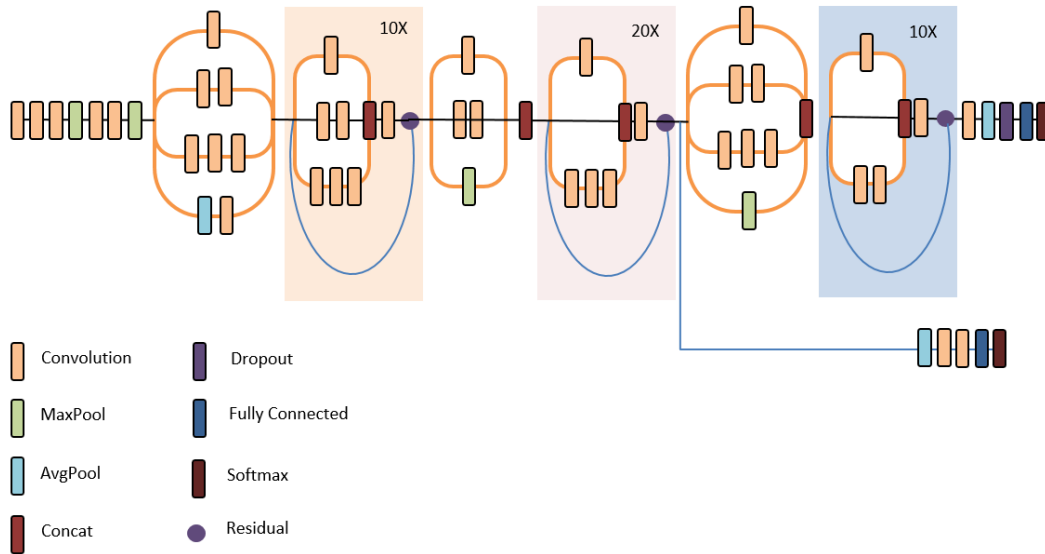 10X
20X
10X
Convolution
Dropout
MaxPool
Fully Connected
AvgPool
Softmax
Concat
Residual